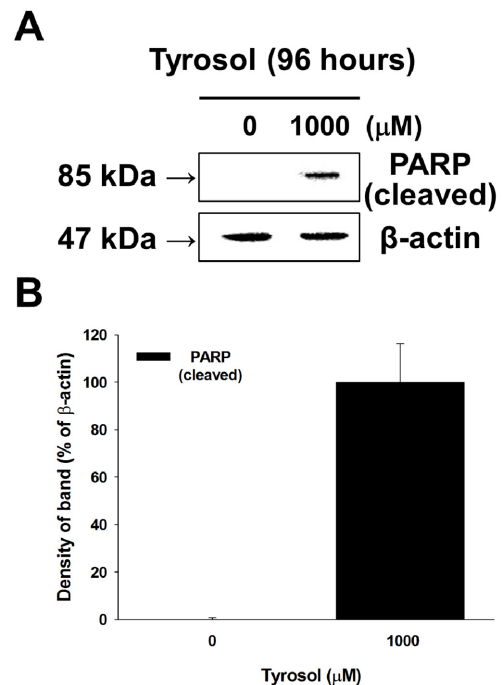 A
Tyrosol (96 hours)
0 1000 (μM)
85 kDa → PARP
(cleaved)
47 kDa → β-actin
B
Density of band (% of β-actin)
120
100
80
60
40
20
0
PARP
(cleaved)
0 1000
Tyrosol (μM)